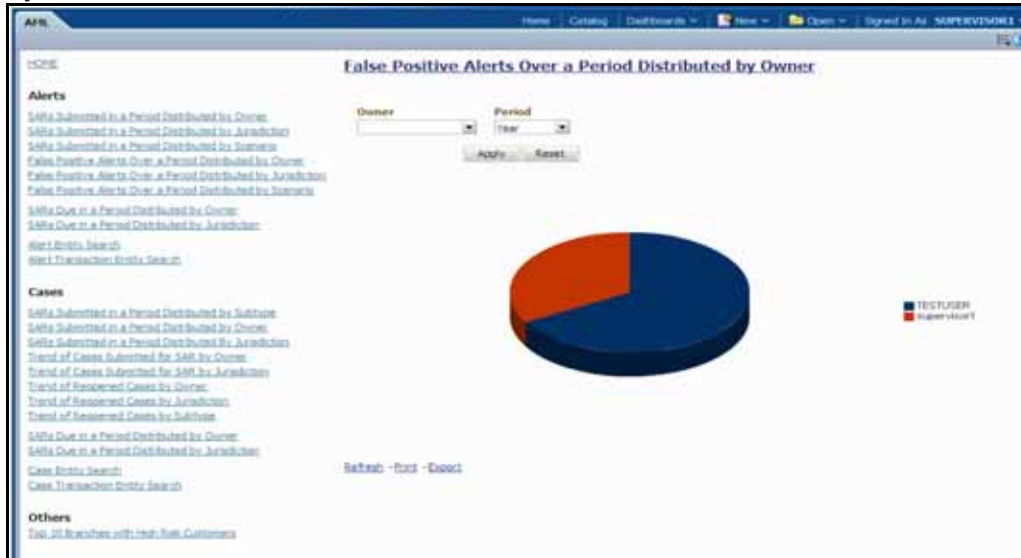 AML
Home Catalog Dashboards New Open Signed In As SUPERVISOR1
HOME
Alerts
SARs Submitted in a Period Distributed by Owner
SARs Submitted in a Period Distributed by Jurisdiction
SARs Submitted in a Period Distributed by Scenario
False Positive Alerts Over a Period Distributed by Owner
False Positive Alerts Over a Period Distributed by Jurisdiction
False Positive Alerts Over a Period Distributed by Scenario
SARs Due in a Period Distributed by Owner
SARs Due in a Period Distributed by Jurisdiction
Alert Entity Search
Alert Transaction Entity Search
Cases
SARs Submitted in a Period Distributed by Subtype
SARs Submitted in a Period Distributed by Owner
SARs Submitted in a Period Distributed By Jurisdiction
Trend of Cases Submitted for SAR by Owner
Trend of Cases Submitted for SAR by Jurisdiction
Trend of Reopened Cases by Owner
Trend of Reopened Cases by Jurisdiction
Trend of Reopened Cases by Subtype
SARs Due in a Period Distributed by Owner
SARs Due in a Period Distributed by Jurisdiction
Case Entity Search
Case Transaction Entity Search
Others
Top 10 Branches with High Risk Customers
False Positive Alerts Over a Period Distributed by Owner
Owner Period
Year
Apply Reset
TESTUSER
supervisor1
Refresh - Print - Export